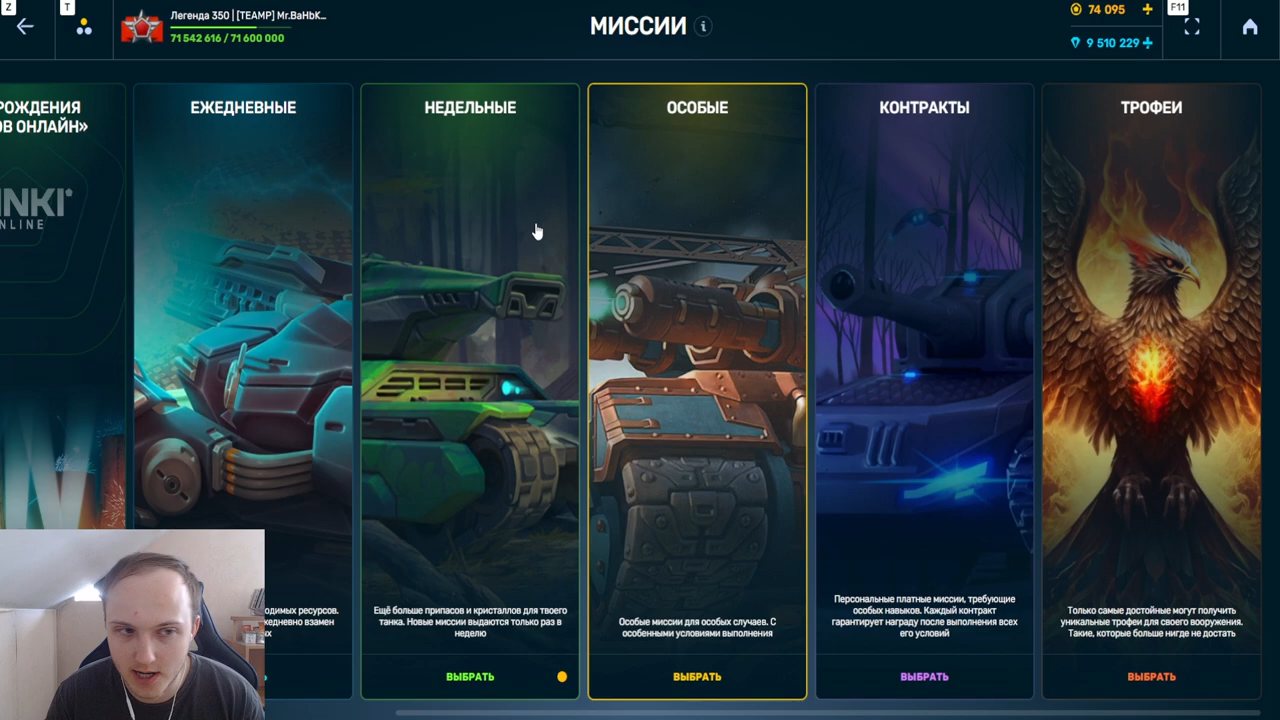 Z
T
Легенда 350 | [TEAMP] Mr.BaHbK...
71 542 616 / 71 600 000
МИССИИ
i
74 095 +
9 510 229 +
F11
РОЖДЕНИЯ
ОВ ОНЛАЙН»
NKI
NLINE
ЕЖЕДНЕВНЫЕ
НЕДЕЛЬНЫЕ
ОСОБЫЕ
КОНТРАКТЫ
ТРОФЕИ
одимых ресурсов.
жедневно взамен
ых
Ещё больше припасов и кристаллов для твоего
танка. Новые миссии выдаются только раз в
неделю
Особые миссии для особых случаев. С
особенными условиями выполнения
Персональные платные миссии, требующие
особых навыков. Каждый контракт
гарантирует награду после выполнения всех
его условий
Только самые достойные могут получить
уникальные трофеи для своего вооружения.
Такие, которые больше нигде не достать
ВЫБРАТЬ
ВЫБРАТЬ
ВЫБРАТЬ
ВЫБРАТЬ